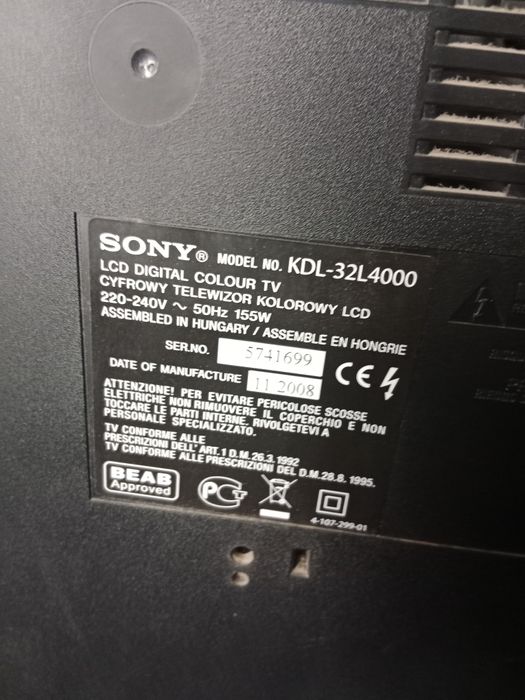 SONY® MODEL NO. KDL-32L4000
LCD DIGITAL COLOUR TV
CYFROWY TELEWIZOR KOLOROWY LCD
220-240V ~ 50Hz 155W
ASSEMBLED IN HUNGARY / ASSEMBLE EN HONGRIE
SER.NO. 5741699
DATE OF MANUFACTURE 11 2008
CE
ATTENZIONE! PER EVITARE PERICOLOSE SCOSSE
ELETTRICHE NON RIMUOVERE IL COPERCHIO E NON
TOCCARE LE PARTI INTERNE. RIVOLGETEVI A
PERSONALE SPECIALIZZATO.
TV CONFORME ALLE
PRESCRIZIONI DELL' ART.1 D.M.26.3. 1992
TV CONFORME ALLE PRESCRIZIONI DEL D.M.28.8. 1995.
BEAB
Approved
PCT
4-107-299-01